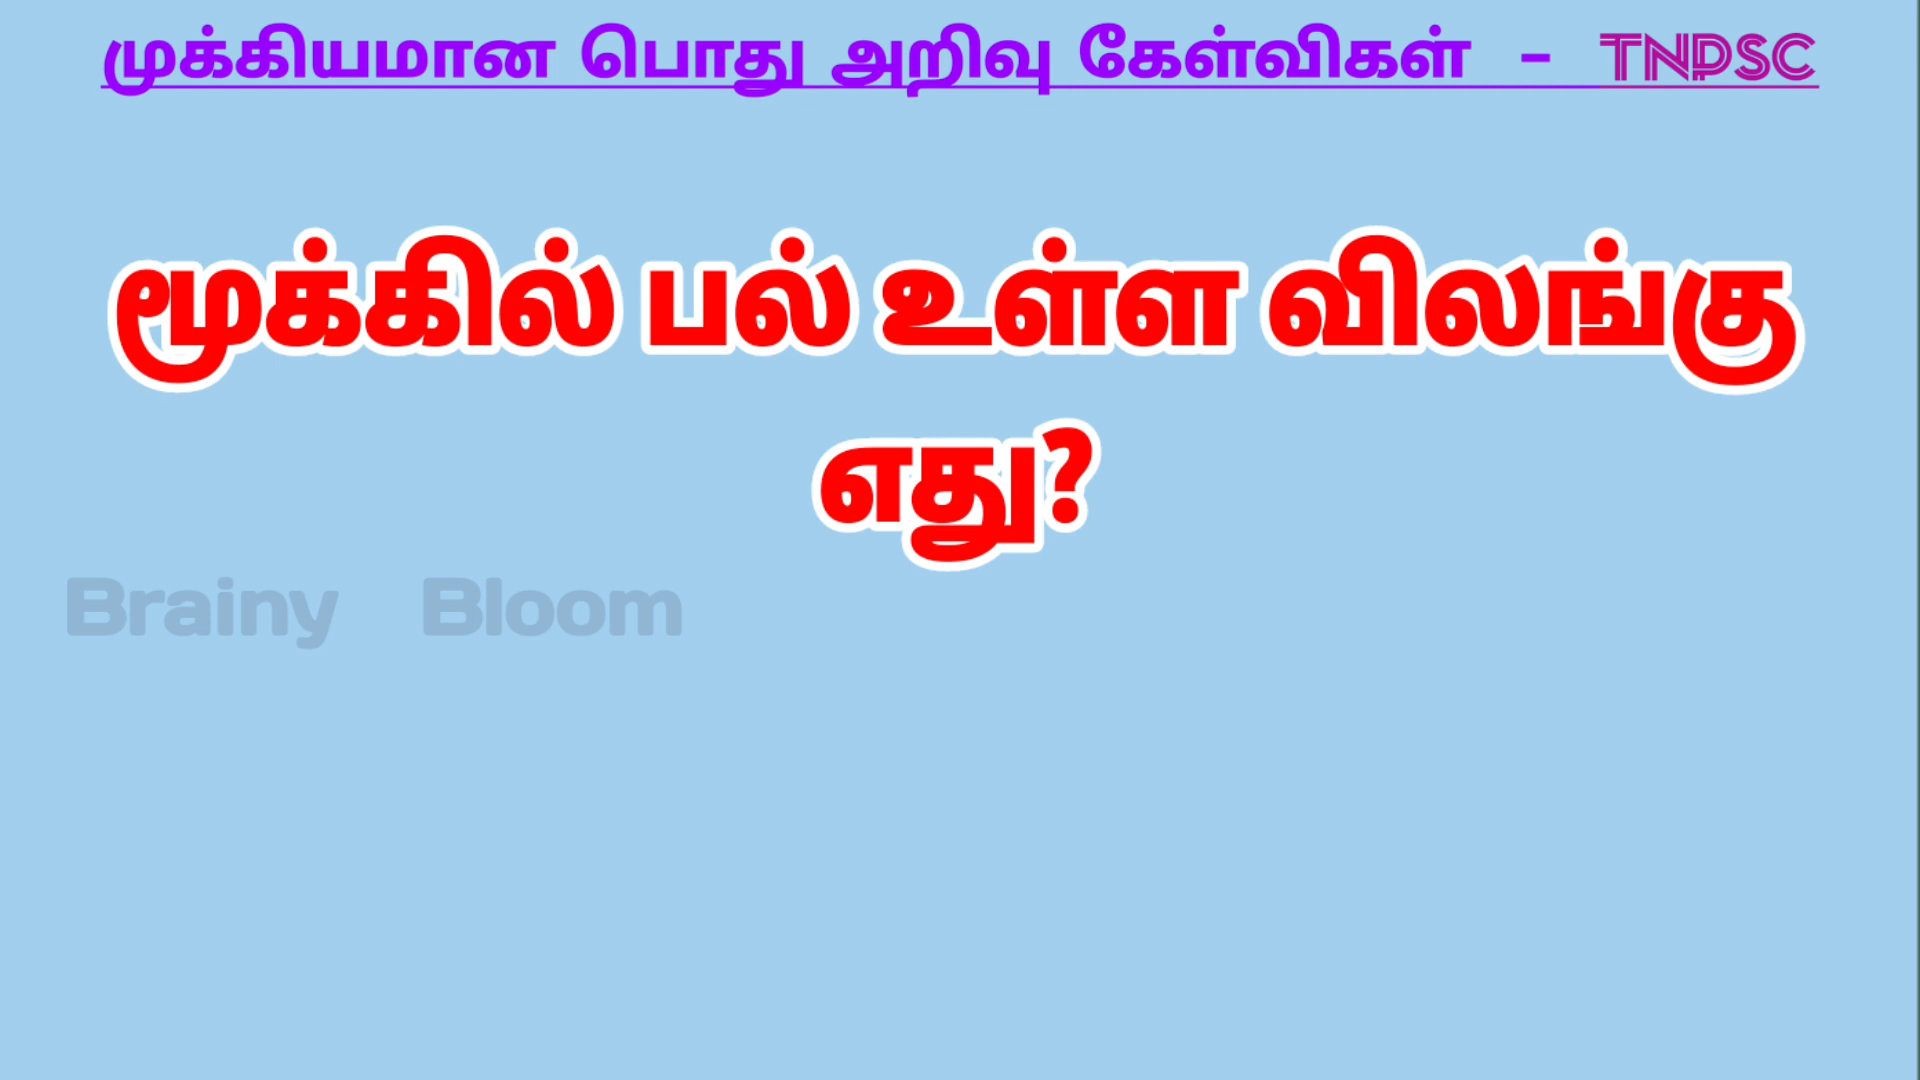 முக்கியமான பொது அறிவு கேள்விகள் - TNPSC
மூக்கில் பல் உள்ள விலங்கு
எது?
Brainy Bloom